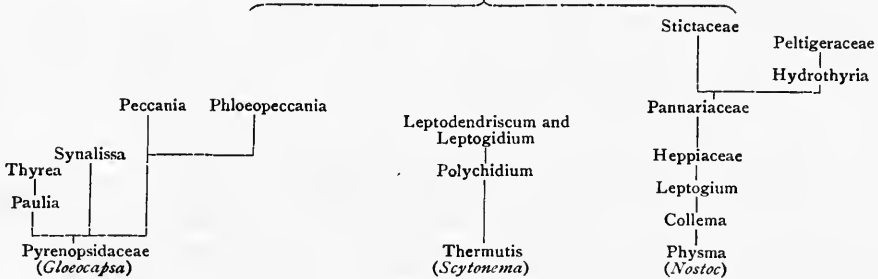 Stictaceae
Peltigeraceae
Hydrothyria
Peccania Phloeopeccania
Pannariaceae
Leptodendriscum and
Leptogidium
Synalissa
Heppiaceae
Thyrea
Polychidium
Leptogium
Paulia
Collema
Pyrenopsidaceae Thermutis Physma
(Gloeocapsa) (Scytonema) (Nostoc)